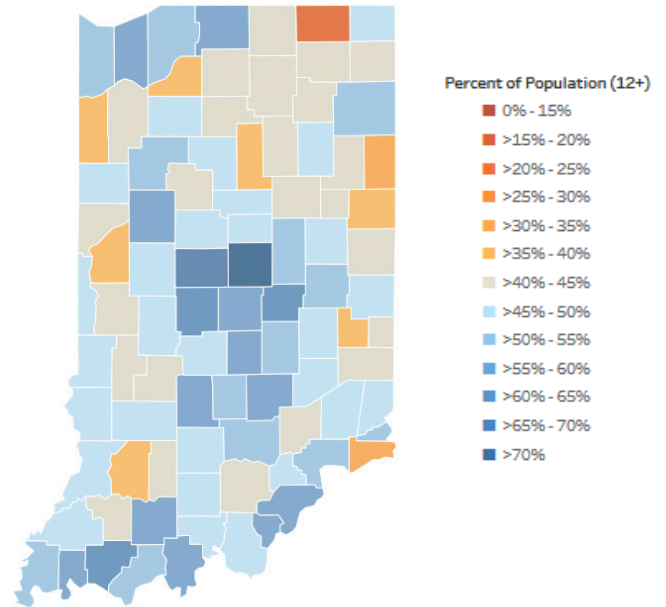 Percent of Population (12+)
0% - 15%
>15% - 20%
>20% - 25%
>25% - 30%
>30% - 35%
>35% - 40%
>40% - 45%
>45% - 50%
>50% - 55%
>55% - 60%
>60% - 65%
>65% - 70%
>70%